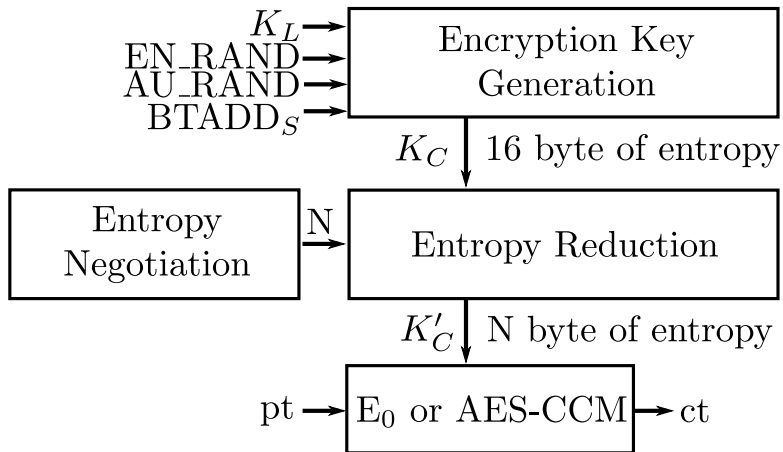 K_L
EN_RAND
AU_RAND
BTADD_S
Encryption Key
Generation
K_C 16 byte of entropy
Entropy
Negotiation
N
Entropy Reduction
K'_C N byte of entropy
pt
E_0 or AES-CCM
ct